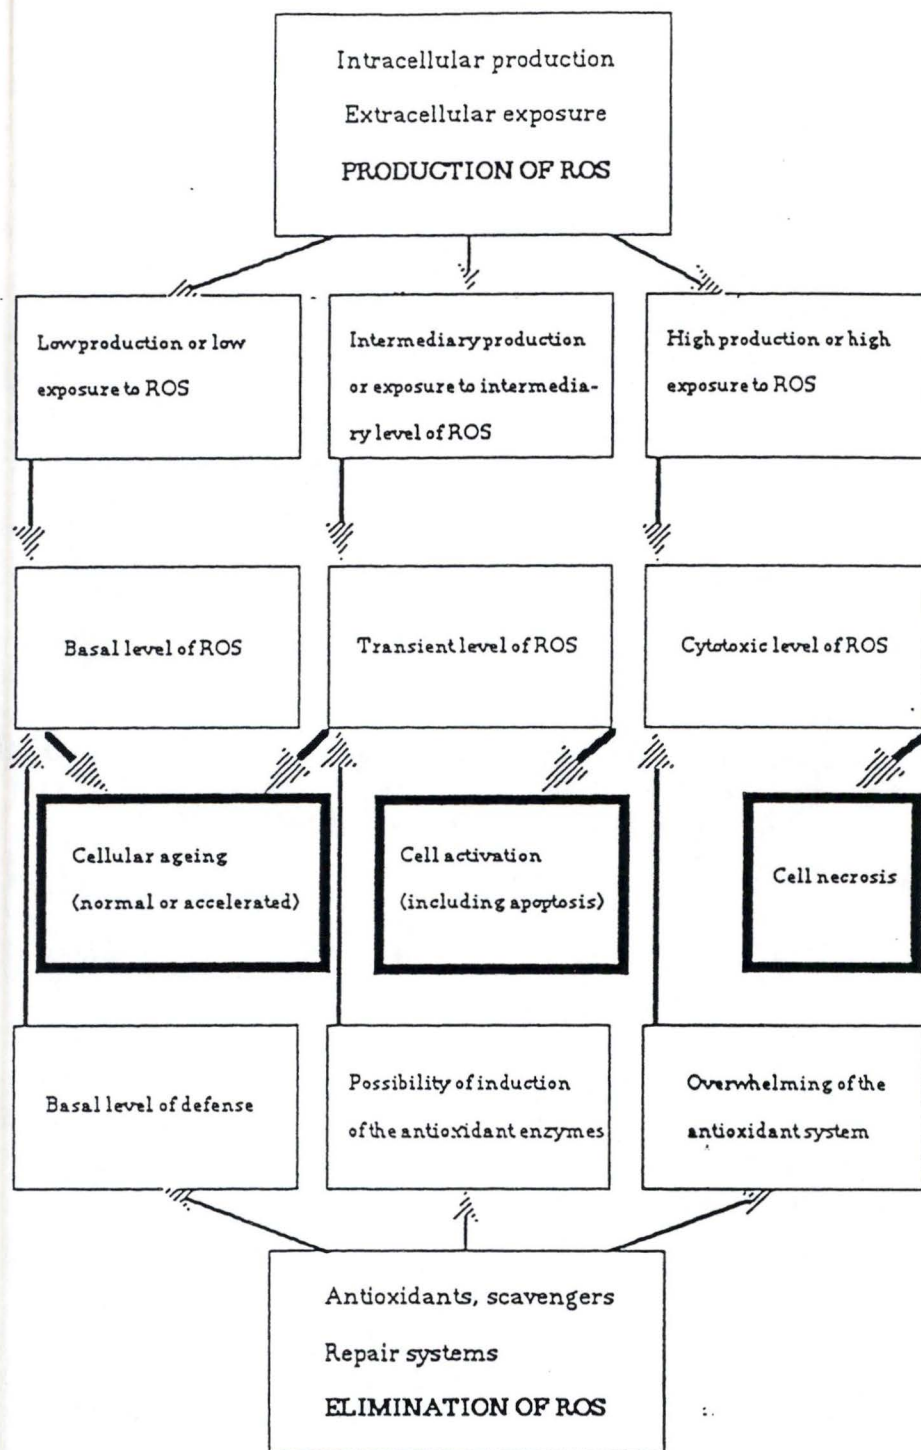 Intracellular production
Extracellular exposure
PRODUCTION OF ROS
Low production or low
exposure to ROS
Intermediary production
or exposure to intermedia-
ry level of ROS
High production or high
exposure to ROS
Basal level of ROS
Transient level of ROS
Cytotoxic level of ROS
Cellular ageing
(normal or accelerated)
Cell activation
(including apoptosis)
Cell necrosis
Basal level of defense
Possibility of induction
of the antioxidant enzymes
Overwhelming of the
antioxidant system
Antioxidants, scavengers
Repair systems
ELIMINATION OF ROS